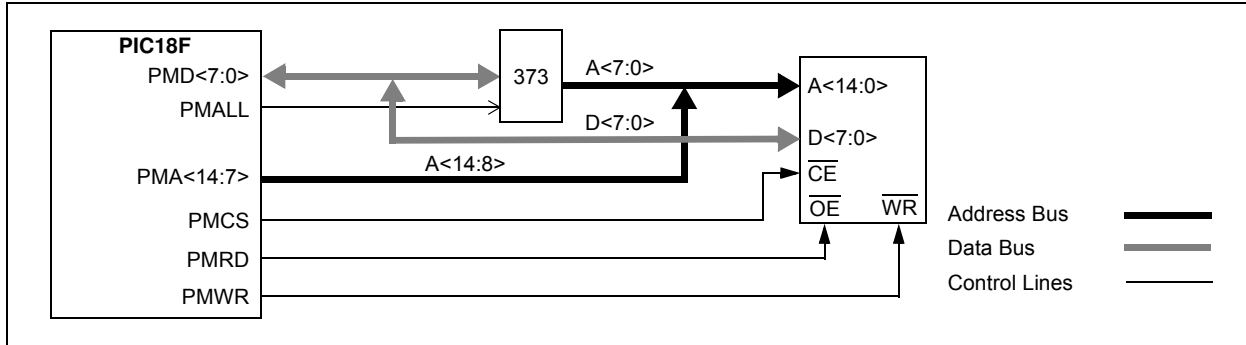 PIC18F
PMD<7:0>
PMALL
PMA<14:7>
PMCS
PMRD
PMWR
373
A<7:0>
D<7:0>
A<14:8>
A<14:0>
D<7:0>
CE
OE WR
Address Bus
Data Bus
Control Lines